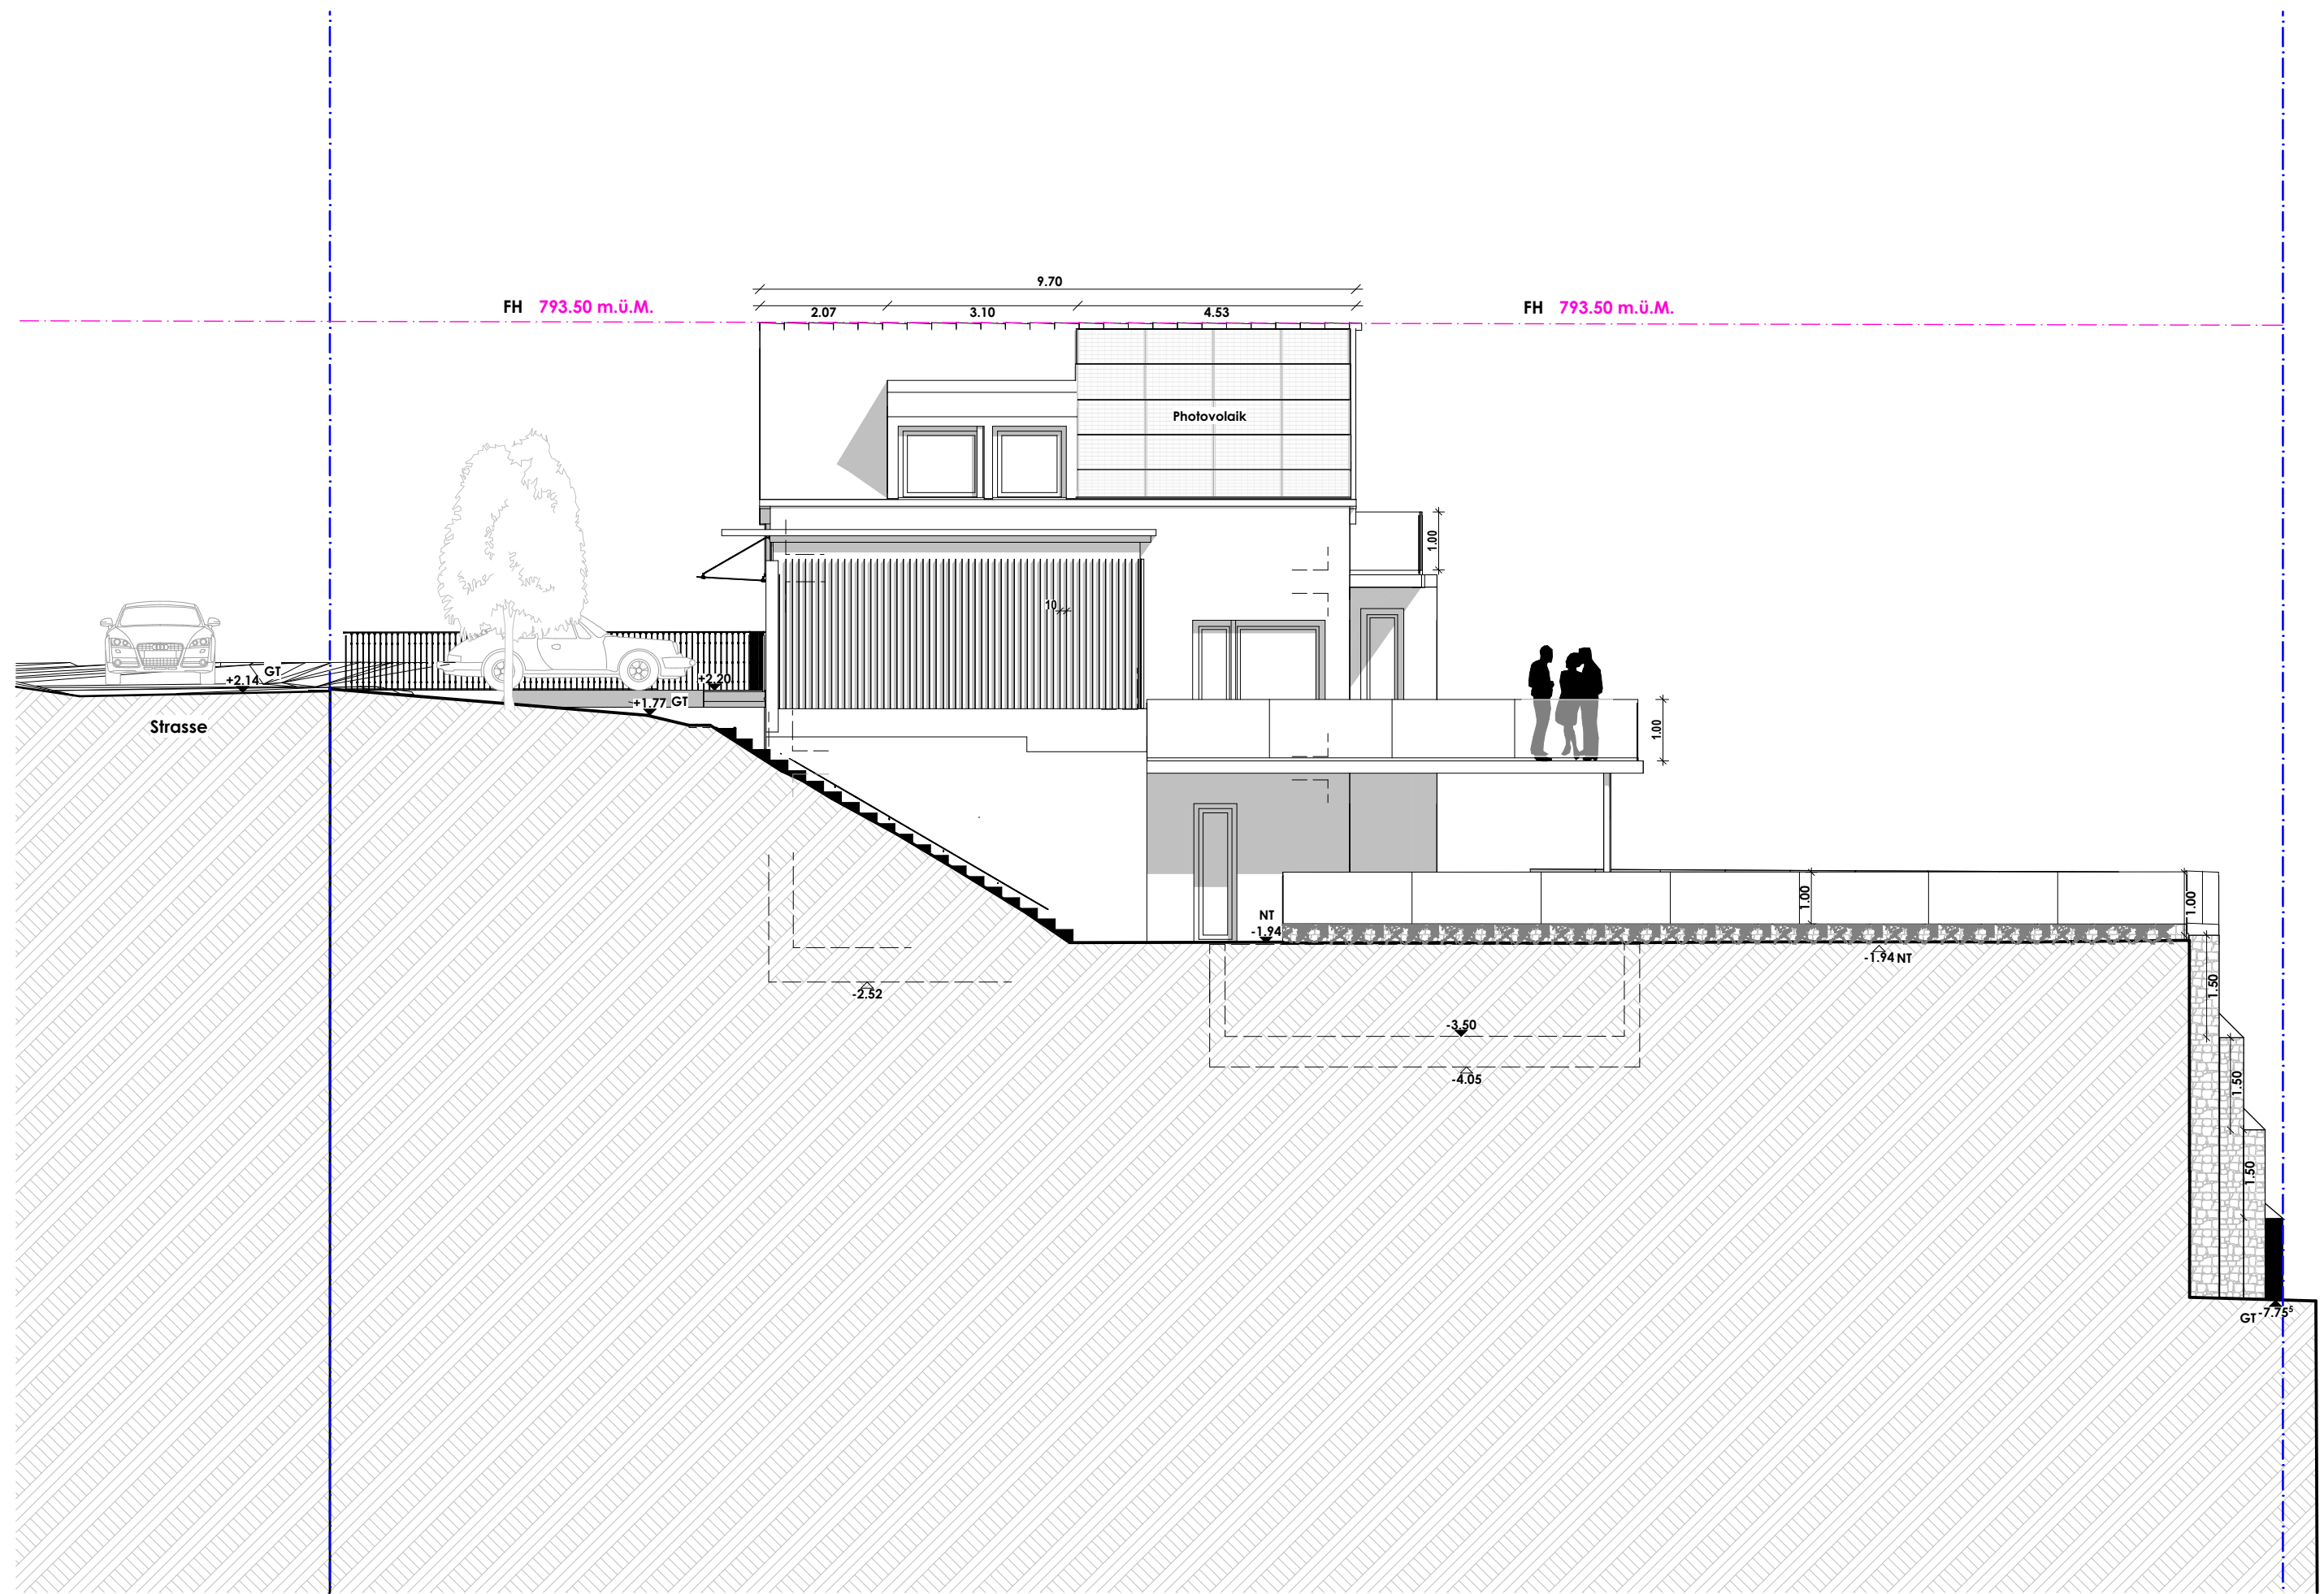 9.70
FH 793.50 m.ü.M.
FH 793.50 m.ü.M.
2.07
3.10
4.53
Photovolaik
1.00
10
GT
+2.14
+2.20
+1.77 GT
Strasse
1.00
1.00
1.00
NT
-1.94
-1.94 NT
-2.52
1.50
-3.50
-4.05
1.50
1.50
GT -7.75⁵